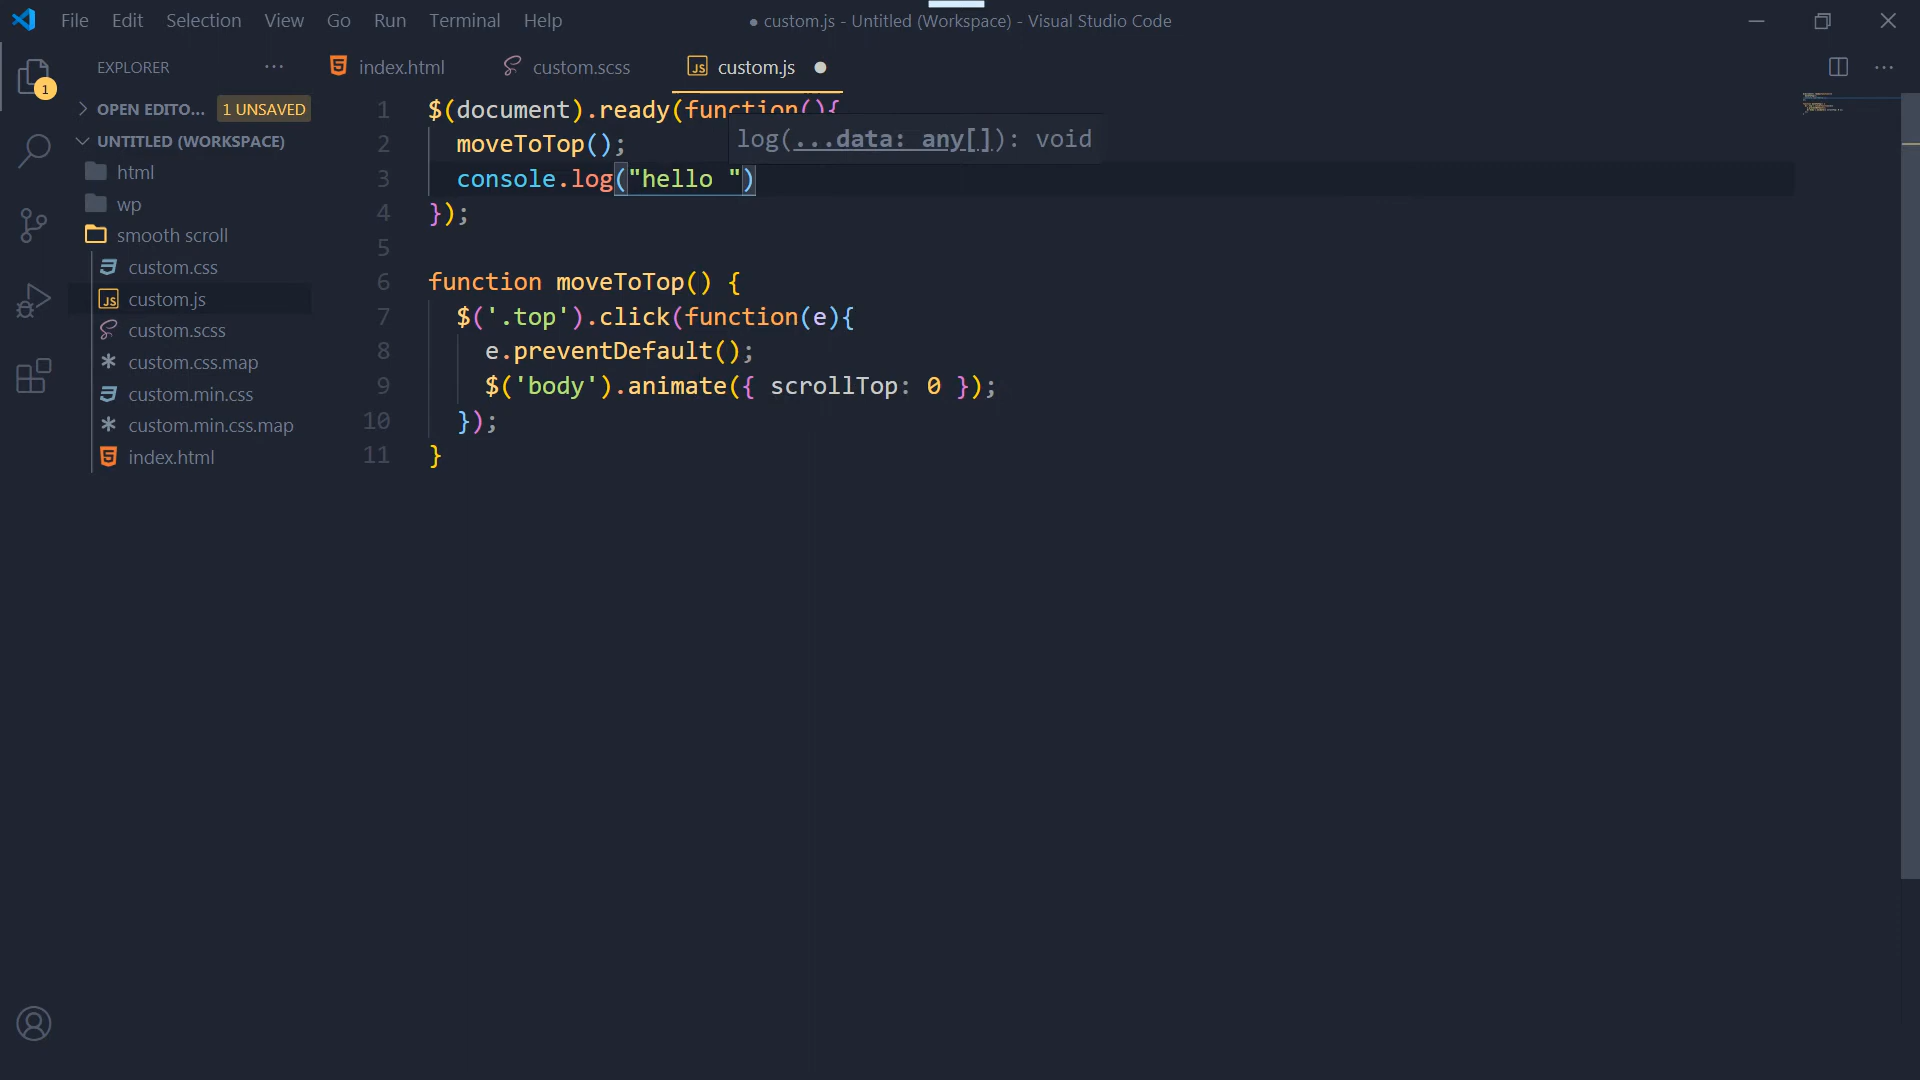 File Edit Selection View Go Run Terminal Help
● custom.js - Untitled (Workspace) - Visual Studio Code
EXPLORER ···
index.html custom.scss JS custom.js ●
1
OPEN EDITO... 1 UNSAVED
UNTITLED (WORKSPACE)
html
wp
smooth scroll
custom.css
JS custom.js
custom.scss
custom.css.map
custom.min.css
custom.min.css.map
index.html
1 $(document).ready(function(){
log(...data: any[]): void
2 moveToTop();
3 console.log("hello ")
4 });
5
6 function moveToTop() {
7 $('.top').click(function(e){
8 e.preventDefault();
9 $('body').animate({ scrollTop: 0 });
10 });
11 }